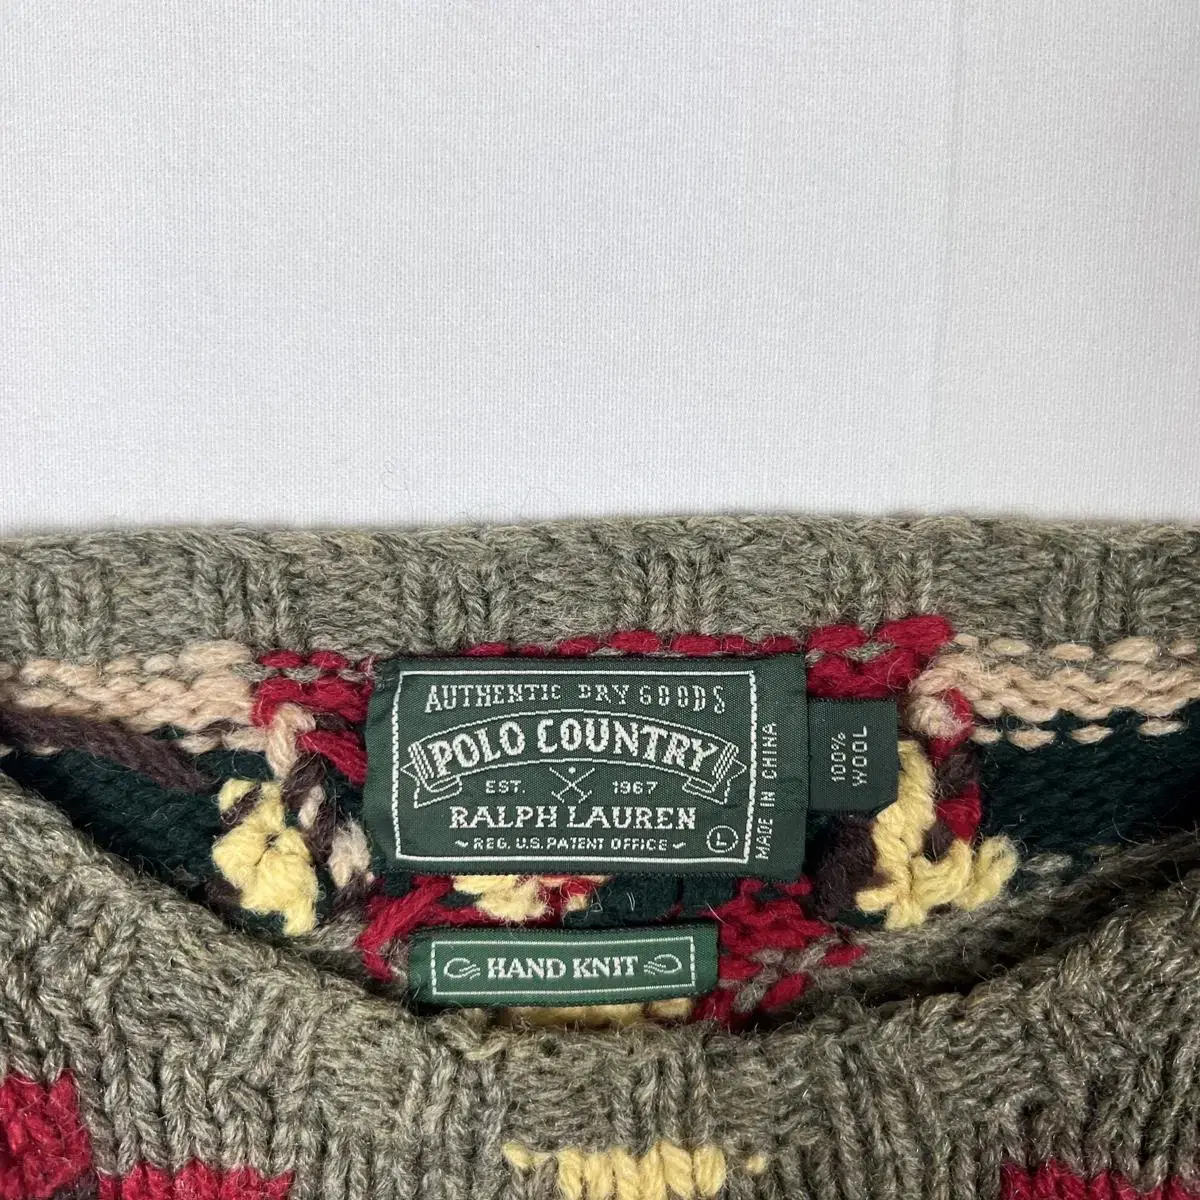 AUTHENTIC DRY GOODS
POLO COUNTRY
EST. 1967
RALPH LAUREN
~ REG. U.S. PATENT OFFICE ~
L
MADE IN CHINA
100%
WOOL
HAND KNIT